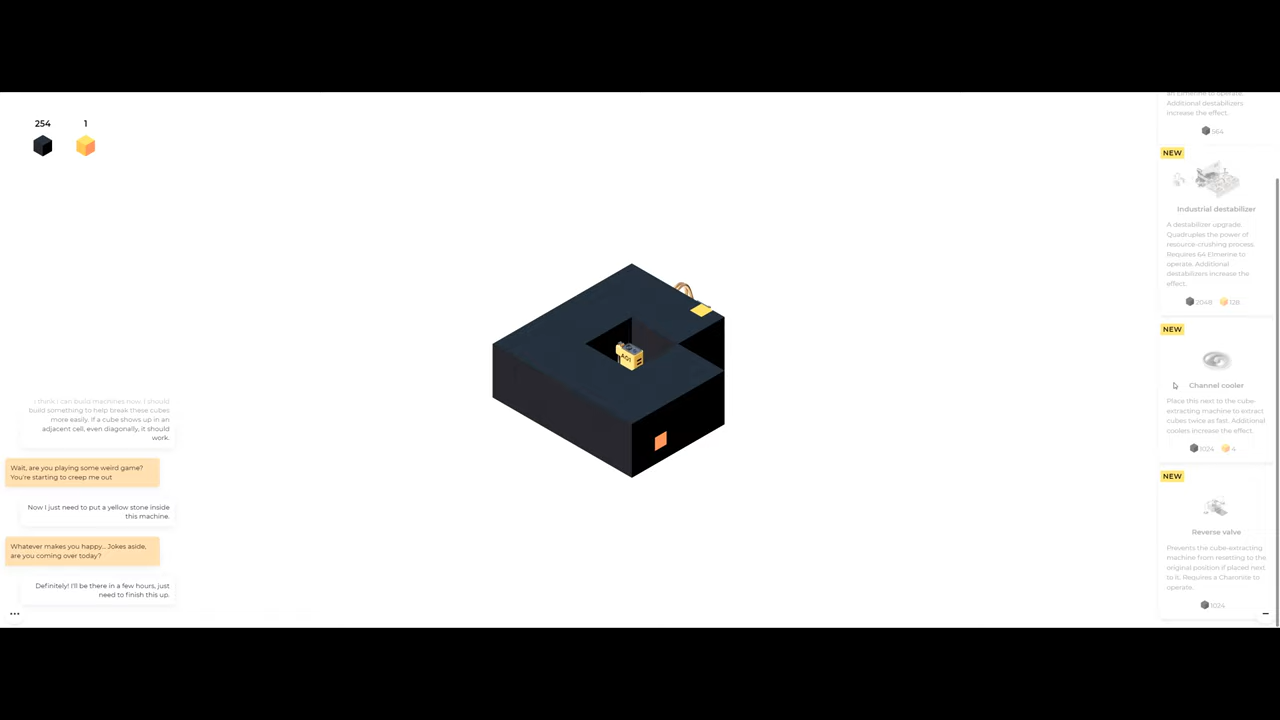 254 1
an Elmerine to operate.
Additional destabilizers
increase the effect.
564
NEW
Industrial destabilizer
A destabilizer upgrade.
Quadruples the power of
resource-crushing process.
Requires 64 Elmerine to
operate. Additional
destabilizers increase the
effect.
2048 128
NEW
Channel cooler
Place this next to the cube-
extracting machine to extract
cubes twice as fast. Additional
coolers increase the effect.
1024 4
NEW
Reverse valve
Prevents the cube-extracting
machine from resetting to the
original position if placed next
to it. Requires a Charonite to
operate.
1024
I think I can build machines now. I should
build something to help break these cubes
more easily. If a cube shows up in an
adjacent cell, even diagonally, it should
work.
Wait, are you playing some weird game?
You're starting to creep me out
Now I just need to put a yellow stone inside
this machine.
Whatever makes you happy... Jokes aside,
are you coming over today?
Definitely! I'll be there in a few hours, just
need to finish this up.